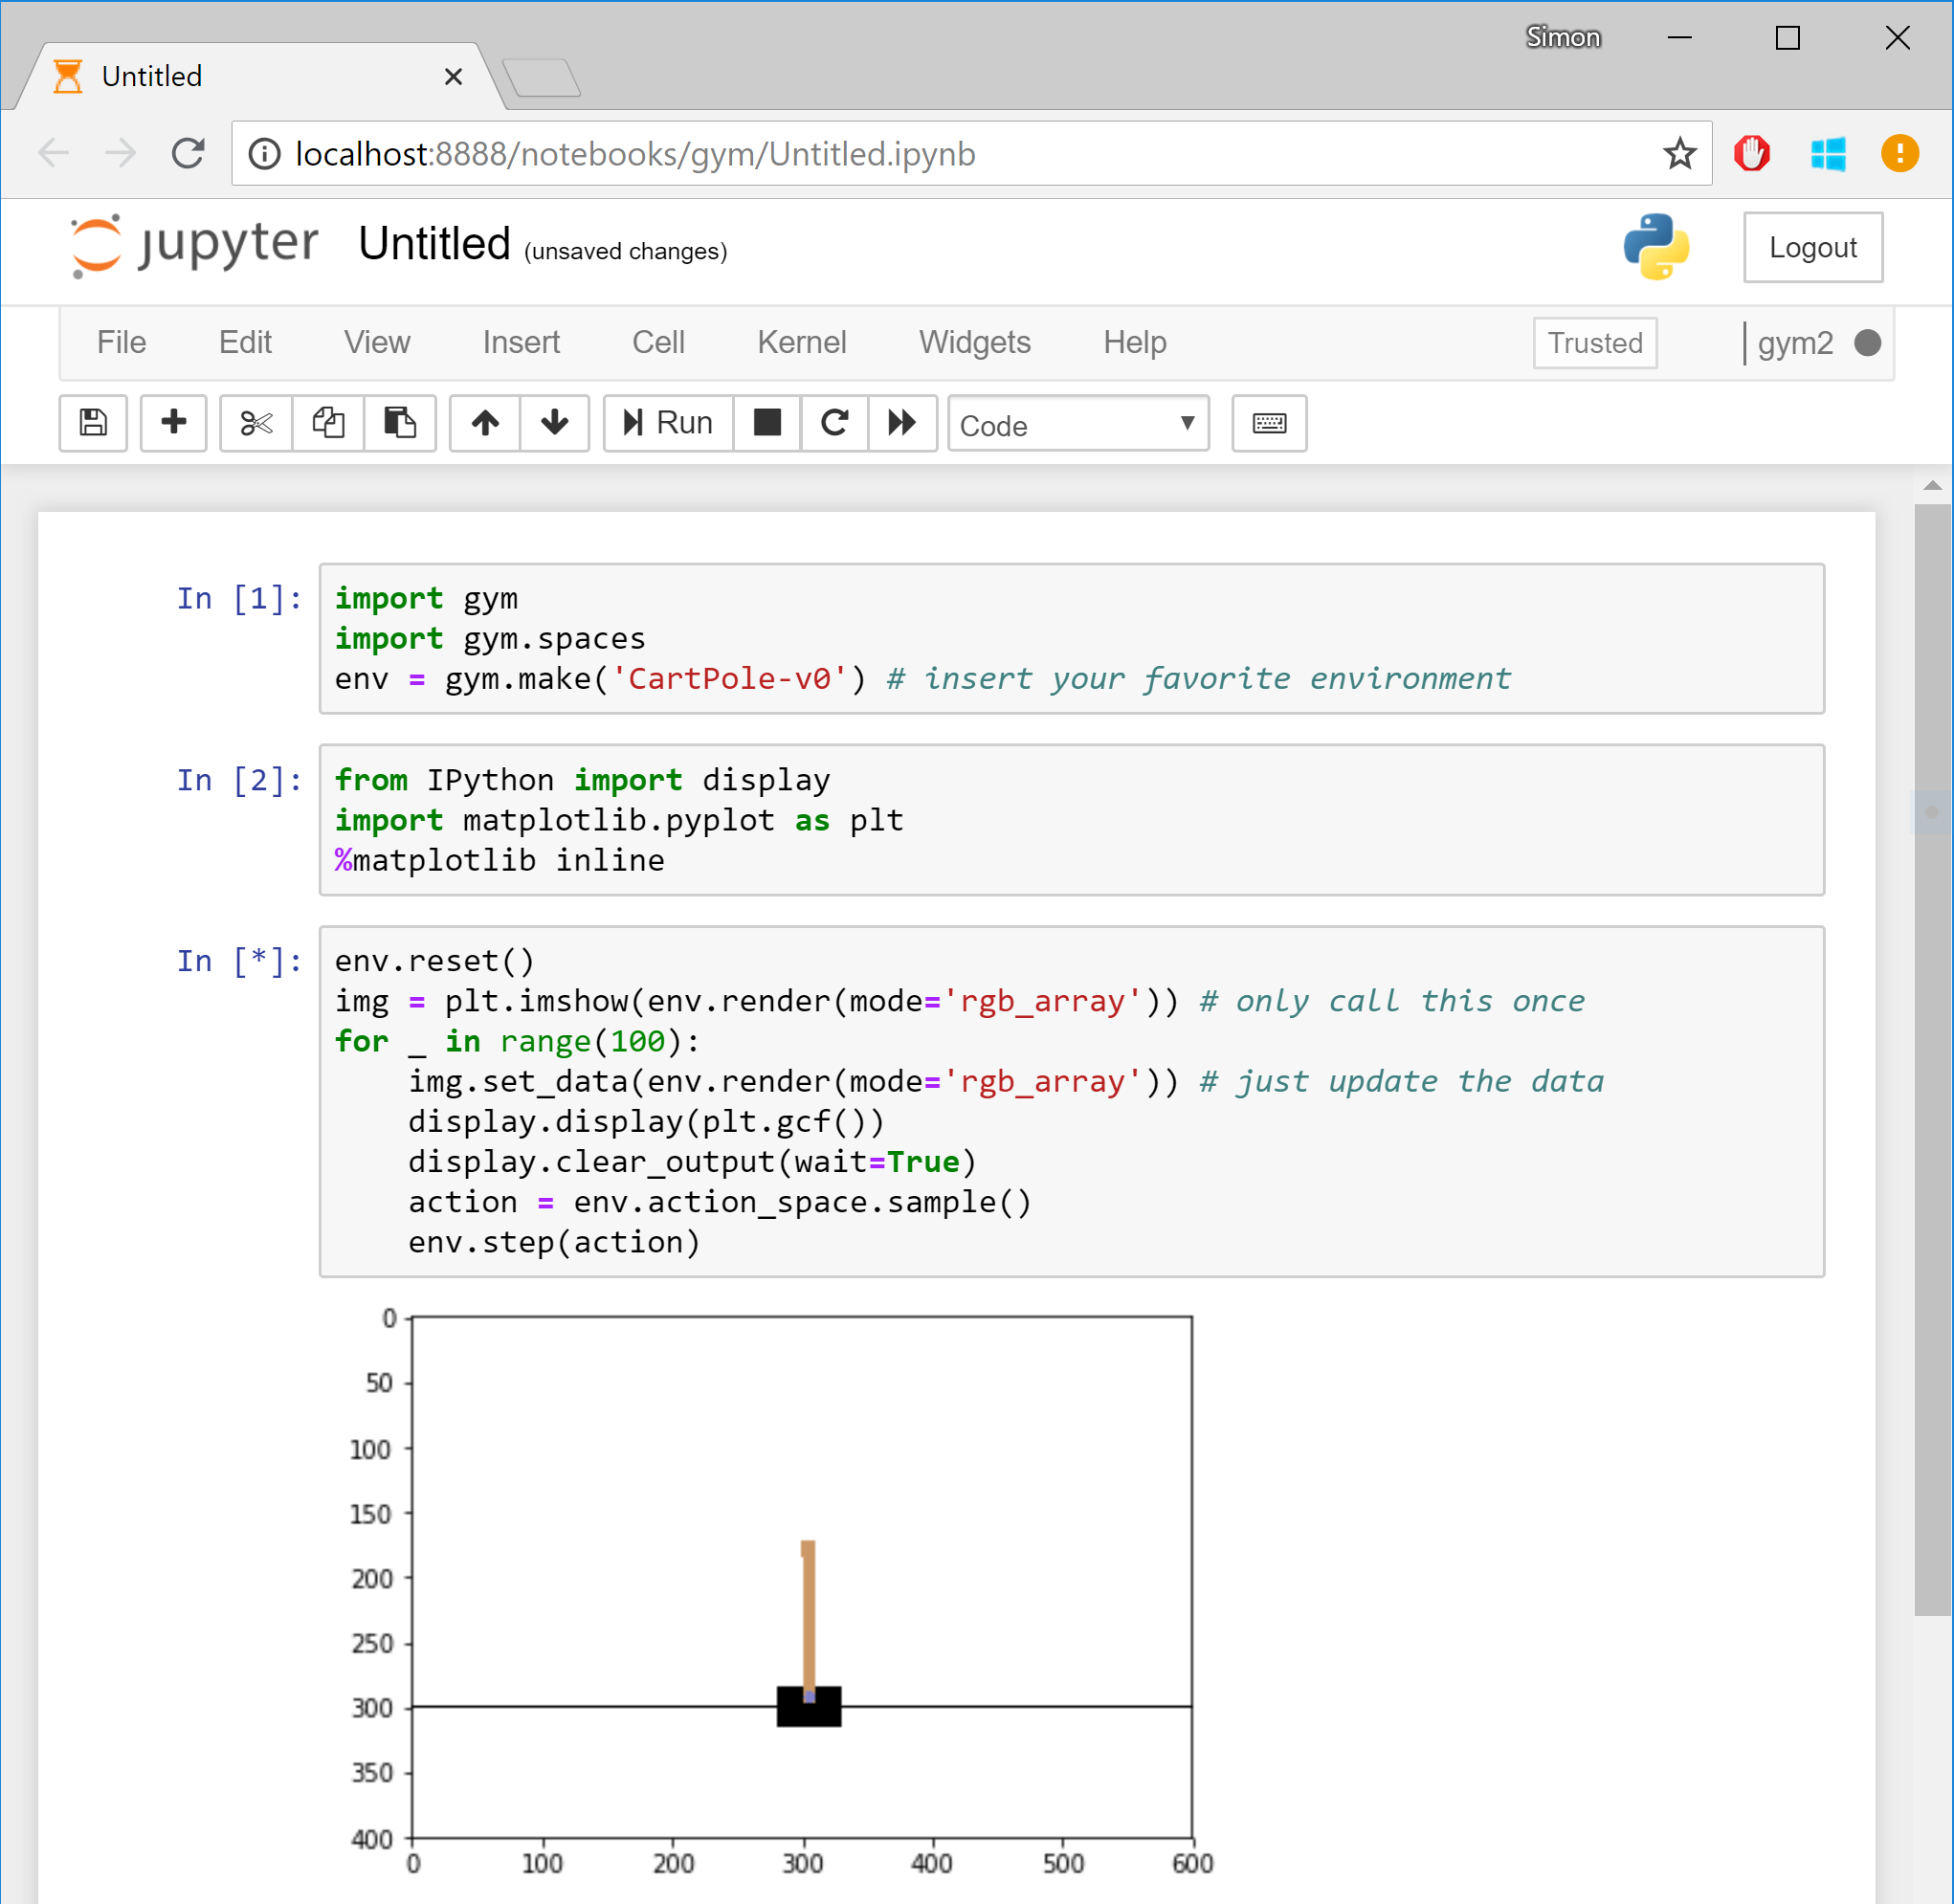 Simon
Untitled
localhost:8888/notebooks/gym/Untitled.ipynb
jupyter Untitled (unsaved changes) Logout
File Edit View Insert Cell Kernel Widgets Help Trusted gym2
Run Code
In [1]: import gym
import gym.spaces
env = gym.make('CartPole-v0') # insert your favorite environment
In [2]: from IPython import display
import matplotlib.pyplot as plt
%matplotlib inline
In [*]: env.reset()
img = plt.imshow(env.render(mode='rgb_array')) # only call this once
for _ in range(100):
    img.set_data(env.render(mode='rgb_array')) # just update the data
    display.display(plt.gcf())
    display.clear_output(wait=True)
    action = env.action_space.sample()
    env.step(action)
0
50
100
150
200
250
300
350
400
0 100 200 300 400 500 600